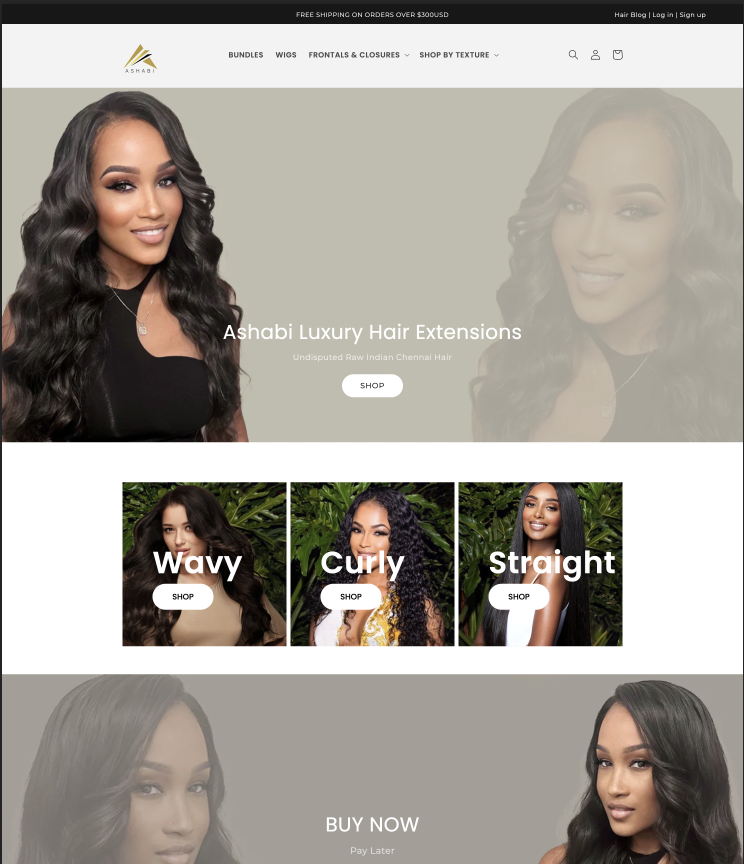 FREE SHIPPING ON ORDERS OVER $300USD
Hair Blog | Log in | Sign up
ASHABI
BUNDLES WIGS FRONTALS & CLOSURES SHOP BY TEXTURE
Ashabi Luxury Hair Extensions
Undisputed Raw Indian Chennai Hair
SHOP
Wavy
SHOP
Curly
SHOP
Straight
SHOP
BUY NOW
Pay Later